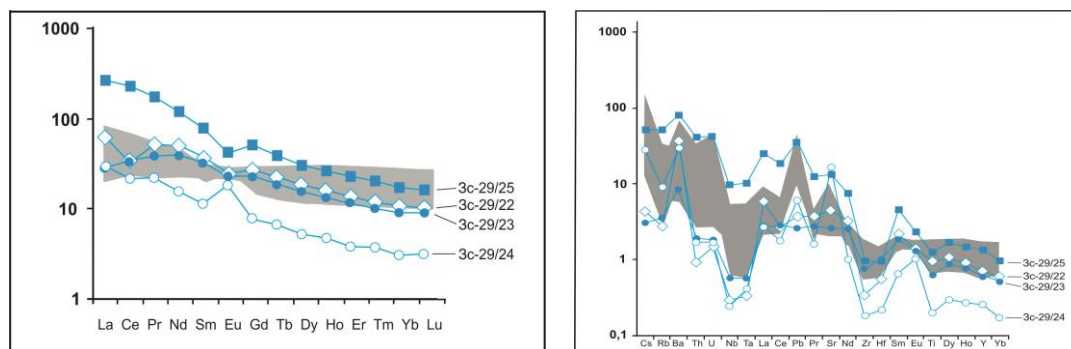 1000
100
10
1
La Ce Pr Nd Sm Eu Gd Tb Dy Ho Er Tm Yb Lu
3c-29/25
3c-29/22
3c-29/23
3c-29/24
1000
100
10
1
0,1
Cs Rb Ba Th U Nb Ta La Ce Pb Pr Sr Nd Zr Hf Sm Eu Ti Dy Ho Y Yb
3c-29/25
3c-29/22
3c-29/23
3c-29/24